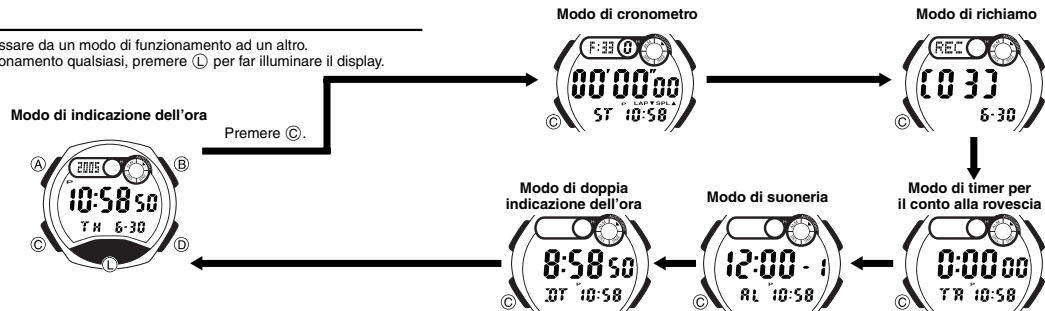 ssare da un modo di funzionamento ad un altro.
onamento qualsiasi, premere Ⓛ per far illuminare il display.
Modo di indicazione dell'ora
Ⓐ
Ⓑ
2005
P
10:58 50
TH 6-30
Ⓒ
Ⓓ
Ⓛ
Premere Ⓒ.
Modo di cronometro
F:33 0
00'00"00
P LAP▼SPL▲
ST 10:58
Ⓒ
Modo di richiamo
REC
[03]
6-30
Ⓒ
Modo di timer per
il conto alla rovescia
0:00 00
P
TR 10:58
Ⓒ
Modo di suoneria
12:00 - 1
P
AL 10:58
Ⓒ
Modo di doppia
indicazione dell'ora
8:58 50
P
DT 10:58
Ⓒ